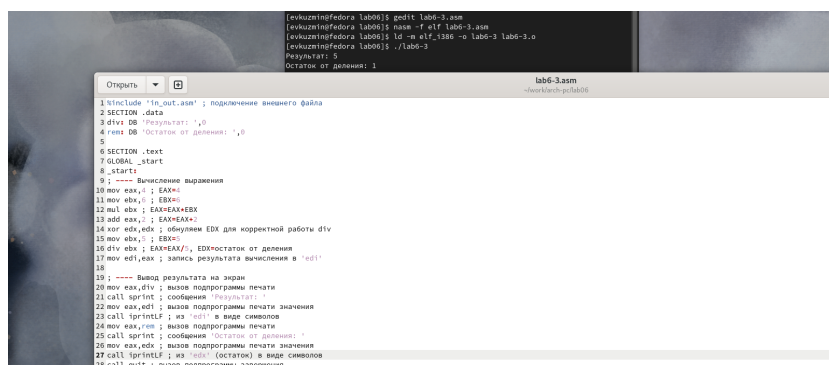 [evkuzmin@fedora lab06]$ gedit lab6-3.asm
[evkuzmin@fedora lab06]$ nasm -f elf lab6-3.asm
[evkuzmin@fedora lab06]$ ld -m elf_i386 -o lab6-3 lab6-3.o
[evkuzmin@fedora lab06]$ ./lab6-3
Результат: 5
Остаток от деления: 1
Открыть
lab6-3.asm
~/work/arch-pc/lab06
1 %include 'in_out.asm' ; подключение внешнего файла
2 SECTION .data
3 div: DB 'Результат: ',0
4 rem: DB 'Остаток от деления: ',0
5
6 SECTION .text
7 GLOBAL _start
8 _start:
9 ; ---- Вычисление выражения
10 mov eax,4 ; EAX=4
11 mov ebx,6 ; EBX=6
12 mul ebx ; EAX=EAX*EBX
13 add eax,2 ; EAX=EAX+2
14 xor edx,edx ; обнуляем EDX для корректной работы div
15 mov ebx,5 ; EBX=5
16 div ebx ; EAX=EAX/5, EDX=остаток от деления
17 mov edi,eax ; запись результата вычисления в 'edi'
18
19 ; ---- Вывод результата на экран
20 mov eax,div ; вызов подпрограммы печати
21 call sprint ; сообщения 'Результат: '
22 mov eax,edi ; вызов подпрограммы печати значения
23 call iprintLF ; из 'edi' в виде символов
24 mov eax,rem ; вызов подпрограммы печати
25 call sprint ; сообщения 'Остаток от деления: '
26 mov eax,edx ; вызов подпрограммы печати значения
27 call iprintLF ; из 'edx' (остаток) в виде символов
28 call quit ; вызов подпрограммы завершения